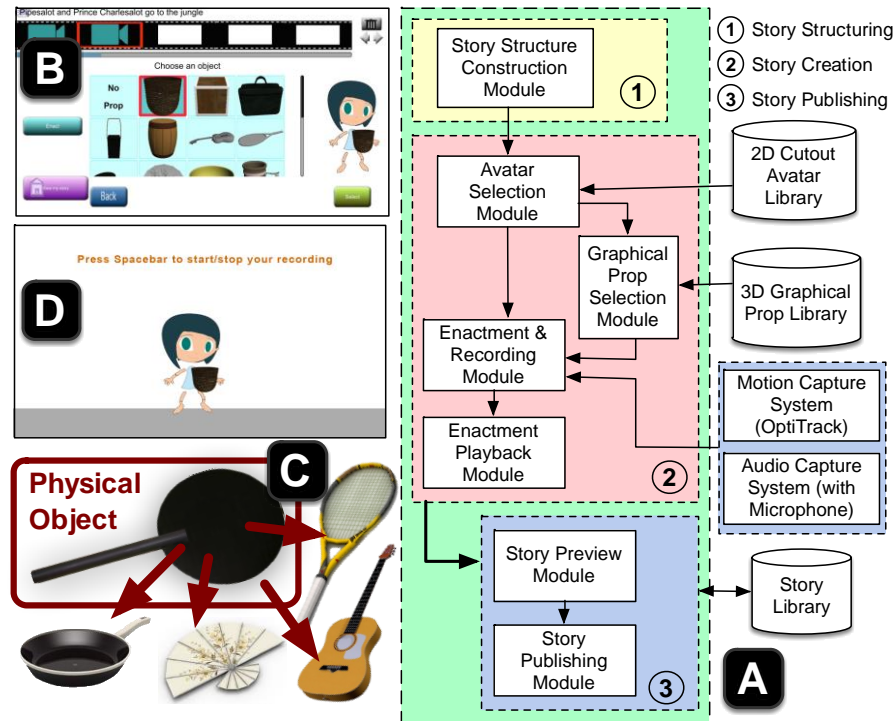 Pipesalot and Prince Charlesalot go to the jungle
B
Choose an object
No
Prop
Back
Select
D
Press Spacebar to start/stop your recording
C
Physical
Object
Story Structure
Construction
Module
1
Avatar
Selection
Module
Graphical
Prop
Selection
Module
Enactment &
Recording
Module
Enactment
Playback
Module
2
Story Preview
Module
Story
Publishing
Module
3
1 Story Structuring
2 Story Creation
3 Story Publishing
2D Cutout
Avatar
Library
3D Graphical
Prop Library
Motion Capture
System
(OptiTrack)
Audio Capture
System (with
Microphone)
Story
Library
A